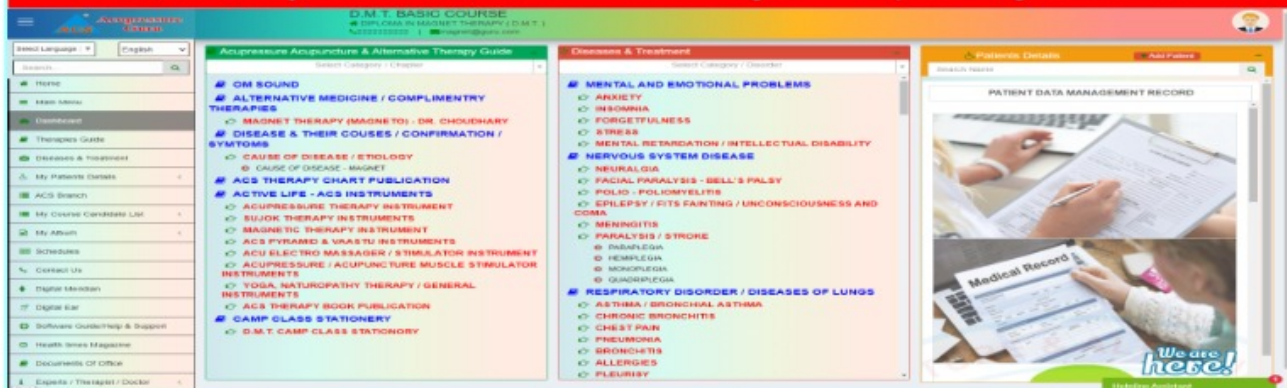 Acupressure
Guru
D.M.T. BASIC COURSE
DIPLOMA IN MAGNET THERAPY ( D.M.T. )
Select Language
English
Search...
Home
Main Menu
Dashboard
Therapies Guide
Diseases & Treatment
My Patients Details
ACS Branch
My Course Candidate List
My Album
Schedules
Contact Us
Digital Meridian
Digital Ear
Software Guide/Help & Support
Health times Magazine
Documents Of Office
Experts / Therapist / Doctor
Acupressure Acupuncture & Alternative Therapy Guide
Select Category / Chapter
OM SOUND
ALTERNATIVE MEDICINE / COMPLIMENTRY
THERAPIES
MAGNET THERAPY (MAGNETO) - DR. CHOUDHARY
DISEASE & THEIR COUSES / CONFIRMATION /
SYMTOMS
CAUSE OF DISEASE / ETIOLOGY
CAUSE OF DISEASE - MAGNET
ACS THERAPY CHART PUBLICATION
ACTIVE LIFE - ACS INSTRUMENTS
ACUPRESSURE THERAPY INSTRUMENT
SUJOK THERAPY INSTRUMENTS
MAGNETIC THERAPY INSTRUMENT
ACS PYRAMID & VAASTU INSTRUMENTS
ACU ELECTRO MASSAGER / STIMULATOR INSTRUMENT
ACUPRESSURE / ACUPUNCTURE MUSCLE STIMULATOR
INSTRUMENTS
YOGA, NATUROPATHY THERAPY / GENERAL
INSTRUMENTS
ACS THERAPY BOOK PUBLICATION
CAMP CLASS STATIONERY
D.M.T. CAMP CLASS STATIONORY
Diseases & Treatment
Select Category / Disorder
MENTAL AND EMOTIONAL PROBLEMS
ANXIETY
INSOMNIA
FORGETFULNESS
STRESS
MENTAL RETARDATION / INTELLECTUAL DISABILITY
NERVOUS SYSTEM DISEASE
NEURALGIA
FACIAL PARALYSIS - BELL'S PALSY
POLIO - POLIOMYELITIS
EPILEPSY / FITS FAINTING / UNCONSCIOUSNESS AND
COMA
MENINGITIS
PARALYSIS / STROKE
PARAPLEGIA
HEMIPLEGIA
MONOPLEGIA
QUADRIPLEGIA
RESPIRATORY DISORDER / DISEASES OF LUNGS
ASTHMA / BRONCHIAL ASTHMA
CHRONIC BRONCHITIS
CHEST PAIN
PNEUMONIA
BRONCHITIS
ALLERGIES
PLEURISY
Patients Details
Add Patient
Search Name
PATIENT DATA MANAGEMENT RECORD
Medical Record
We are
here!
Helpline Assistant